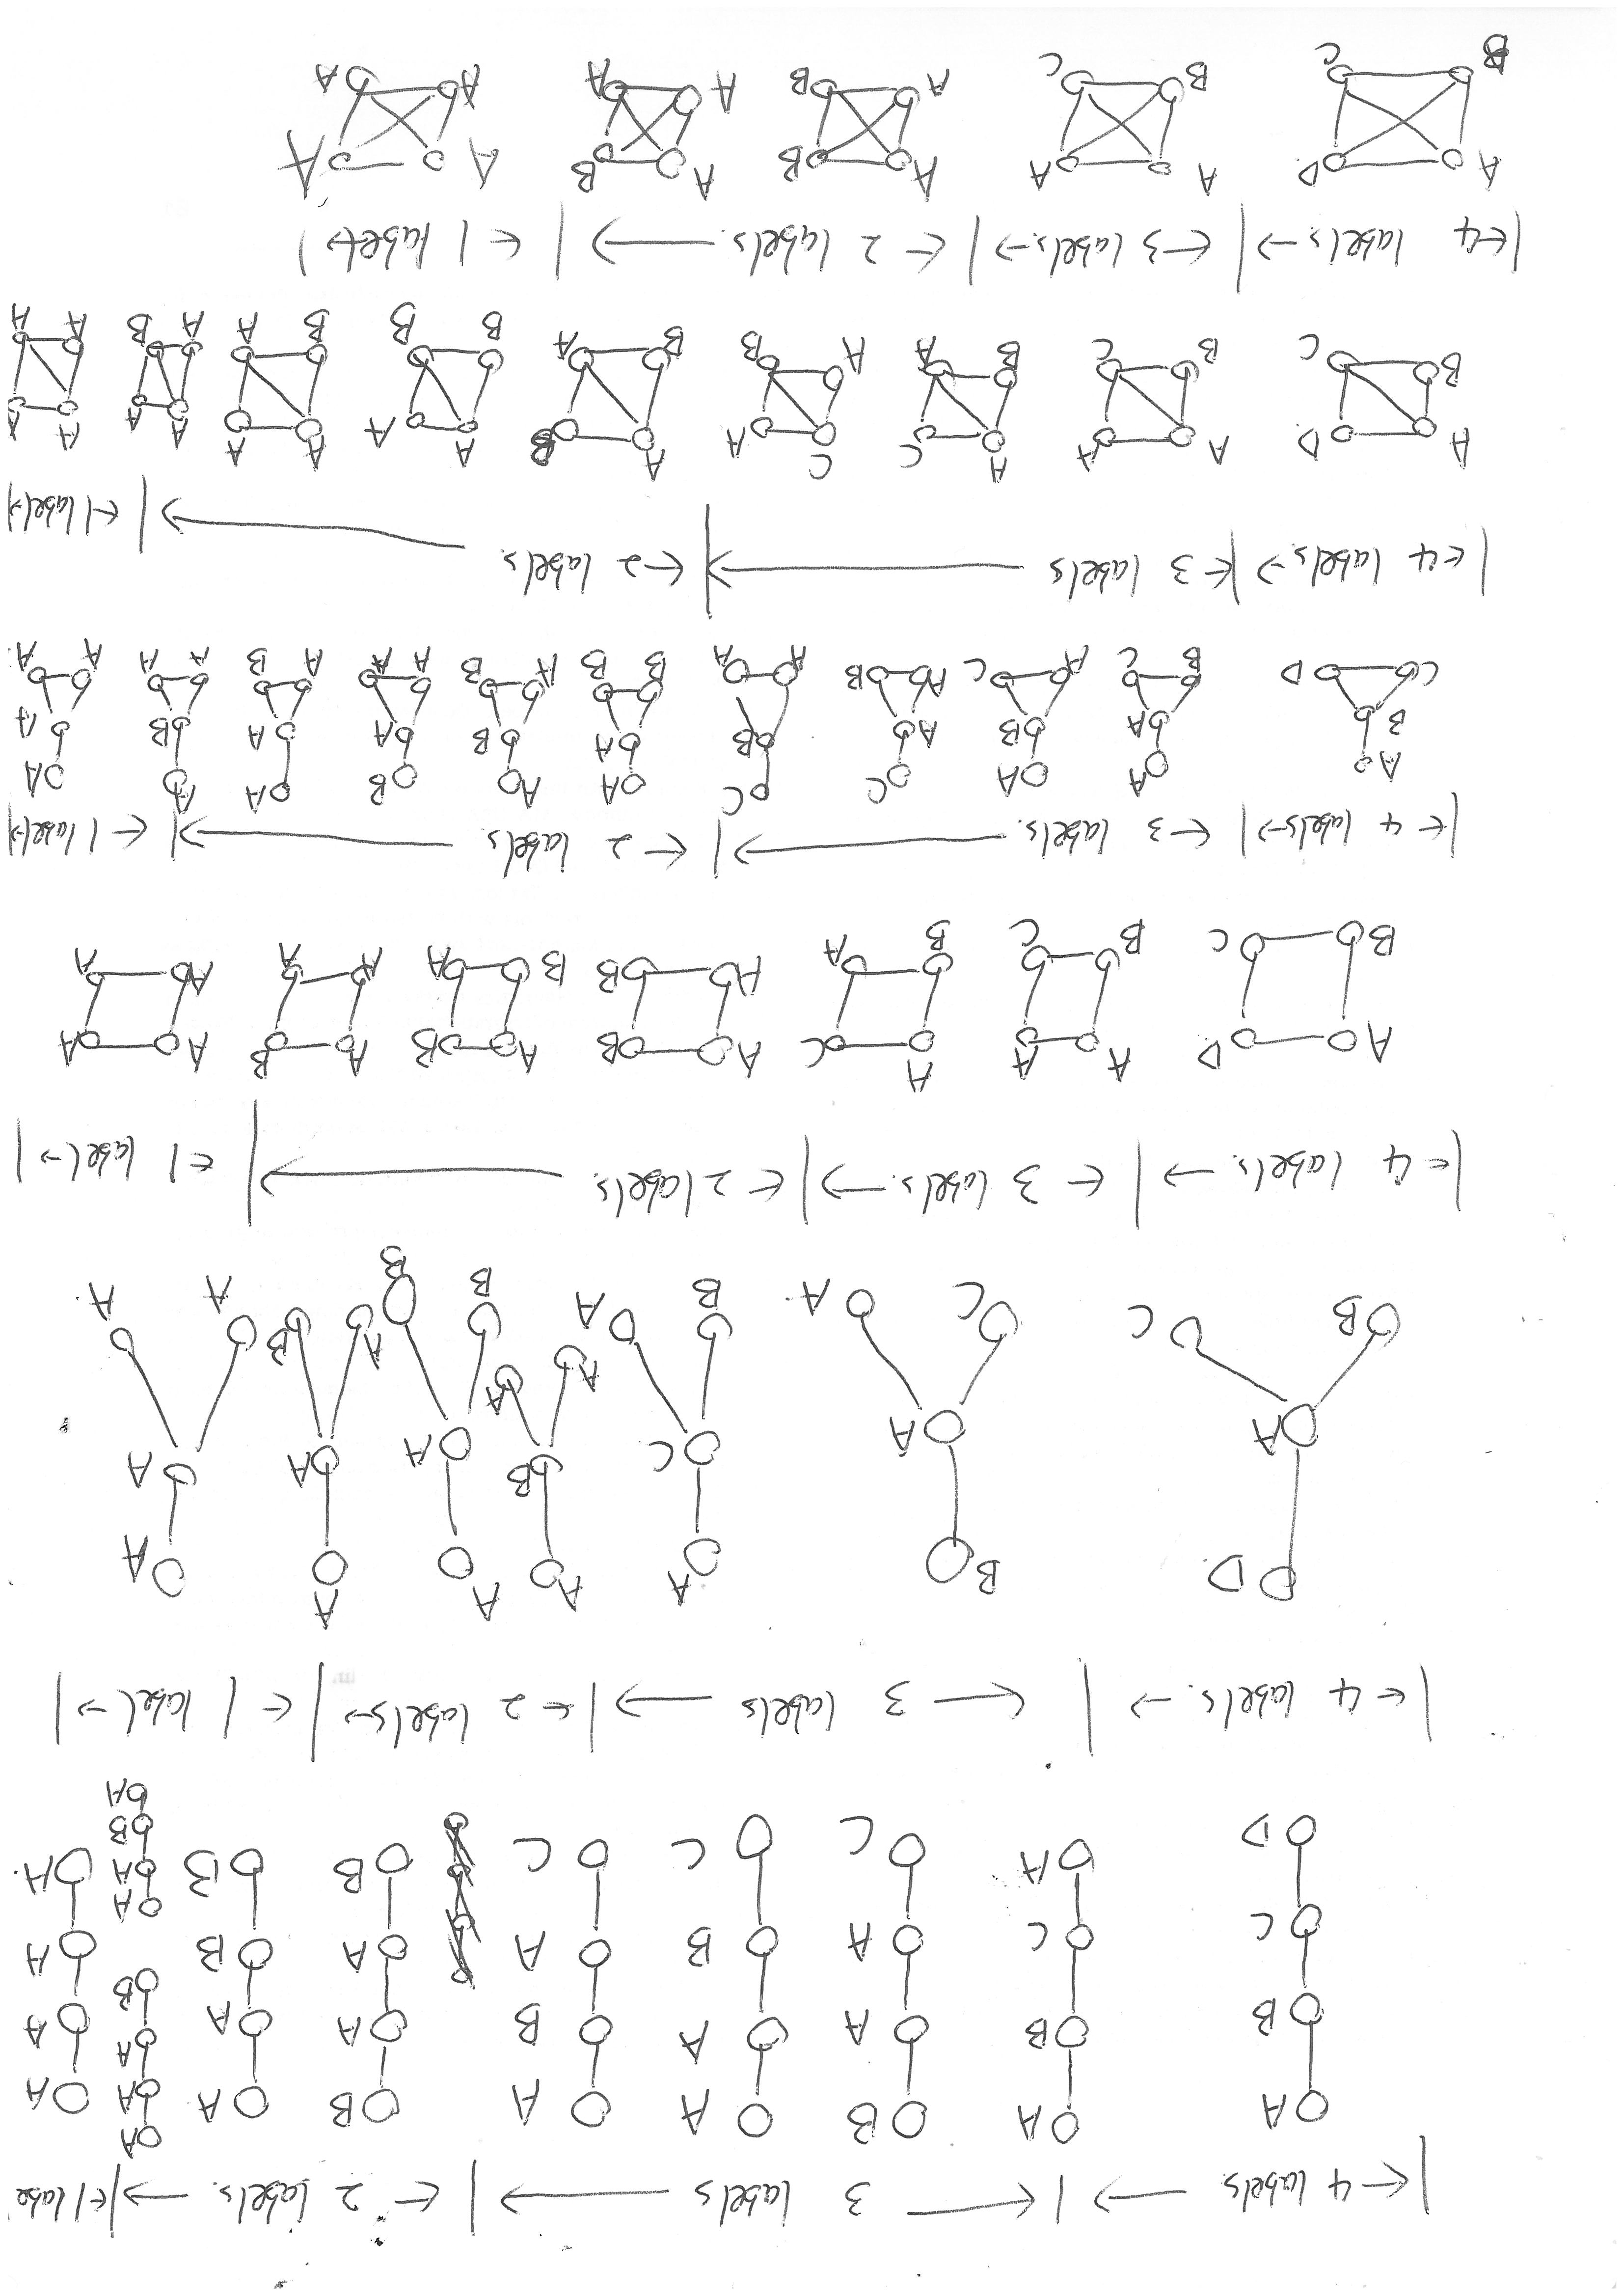 |← 4 labels. → | ← 3 labels → | ← 2 labels. → |← 1 labe
A A B A A B A A A
A
B B A A B A A A A
C C A B A B B B A
D A C C C B B A A
A
B
A
|← 4 labels. → | ← 3 labels → | ← 2 labels → | ← 1 label → |
D. B A A A A A
A A C B A A A
B C C A. B A A A B B A B A A.
|← 4 labels. → | ← 3 labels. → | ← 2 labels. → | ← 1 label → |
A D. A A A C A B A B A B A A
B C B C B A A B B A A A A A
|← 4 labels → | ← 3 labels. → | ← 2 labels. → | ← 1 label → |
A A A C C A A B A A A
B A B A B A B A A B A
C D B C A C A B A A B B A B A A A B A A A A.
|← 4 labels. → |← 3 labels → | ← 2 labels. → | ← 1 label → |
A D. A A A C C A A B A A A A A A A A
B C B C B A A B B A B B B A A B A A
|← 4 labels. → | ← 3 labels. → | ← 2 labels. → | ← 1 label → |
A D. A A A B A B A A
B C B C A B A A A A